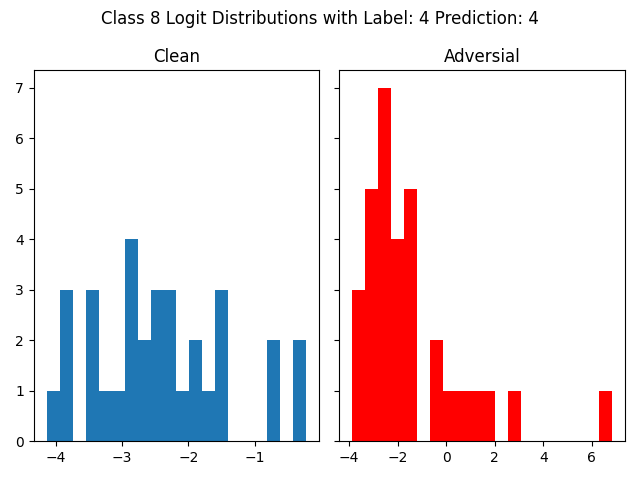 Class 8 Logit Distributions with Label: 4 Prediction: 4
Clean
Adversial
7
6
5
4
3
2
1
0
−4 −3 −2 −1
−4 −2 0 2 4 6